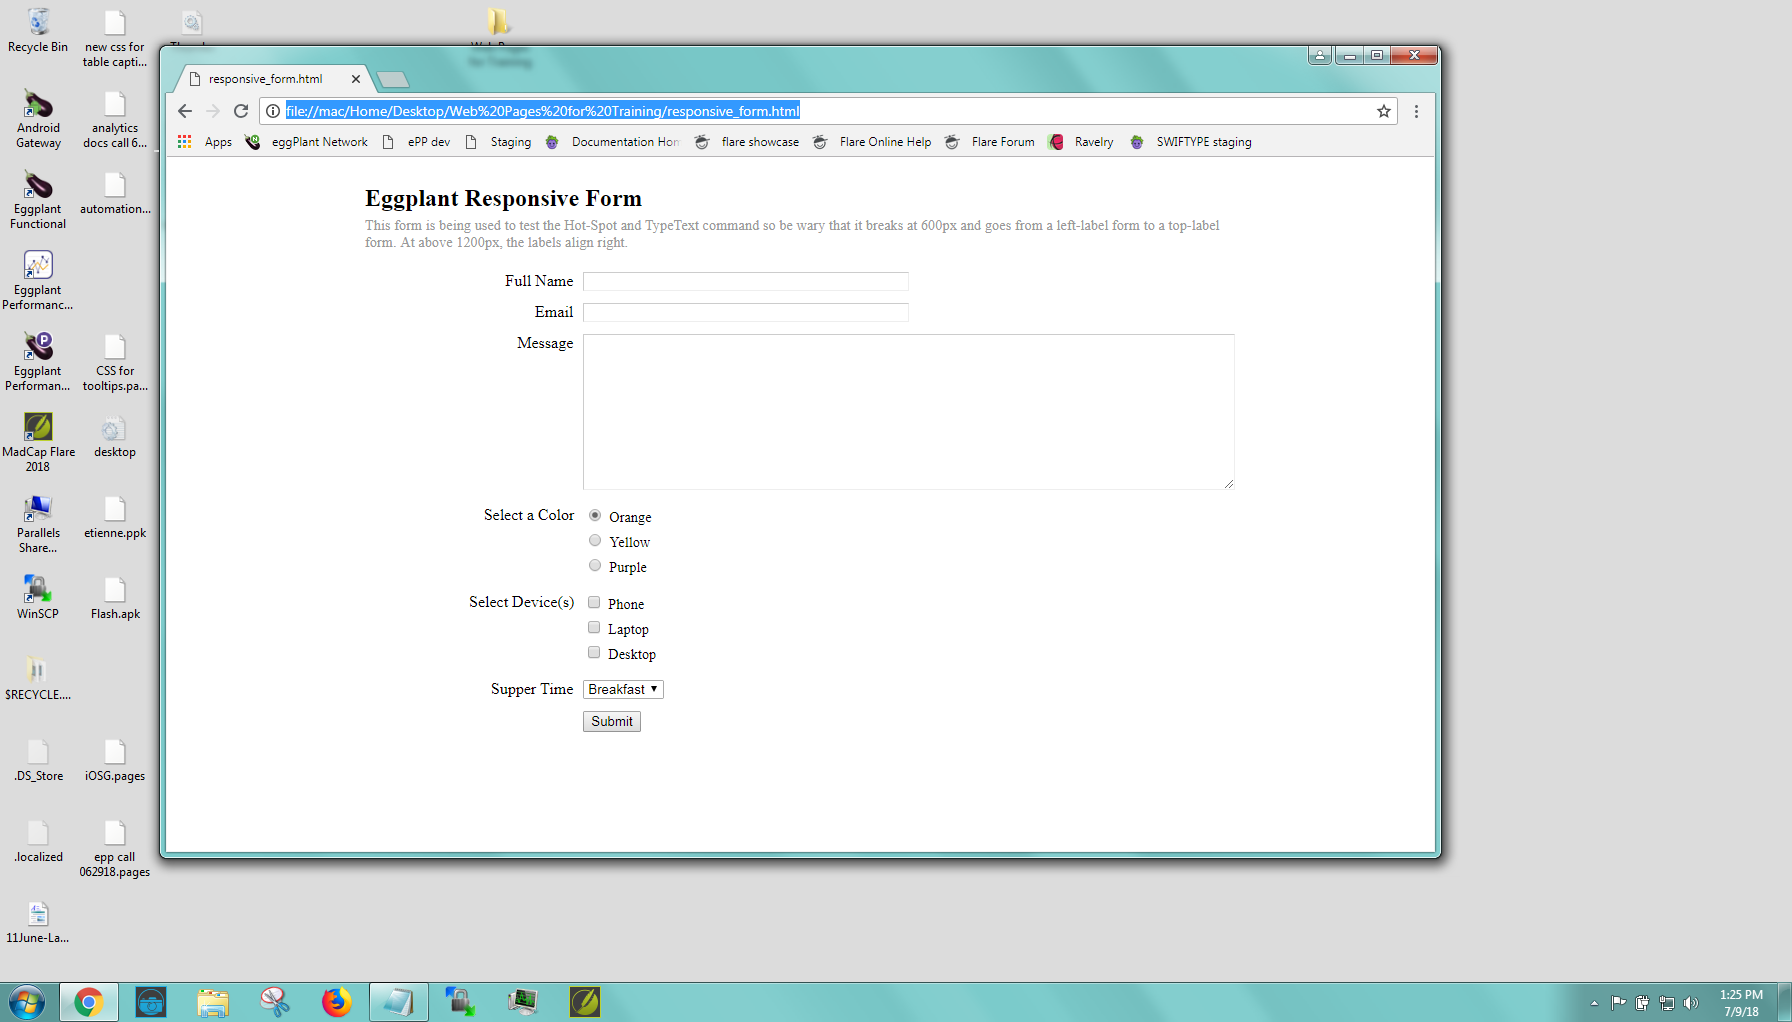 Recycle Bin
new css for
table capti...
Android
Gateway
analytics
docs call 6...
Eggplant
Functional
automation...
Eggplant
Performanc...
Eggplant
Performan...
CSS for
tooltips.pa...
MadCap Flare
2018
desktop
Parallels
Share...
etienne.ppk
WinSCP
Flash.apk
$RECYCLE....
.DS_Store
iOSG.pages
.localized
epp call
062918.pages
11June-La...
for Training
responsive_form.html
file://mac/Home/Desktop/Web%20Pages%20for%20Training/responsive_form.html
Apps eggPlant Network ePP dev Staging Documentation Hom flare showcase Flare Online Help Flare Forum Ravelry SWIFTYPE staging
Eggplant Responsive Form
This form is being used to test the Hot-Spot and TypeText command so be wary that it breaks at 600px and goes from a left-label form to a top-label
form. At above 1200px, the labels align right.
Full Name
Email
Message
Select a Color
Orange
Yellow
Purple
Select Device(s)
Phone
Laptop
Desktop
Supper Time
Breakfast
Submit
1:25 PM
7/9/18